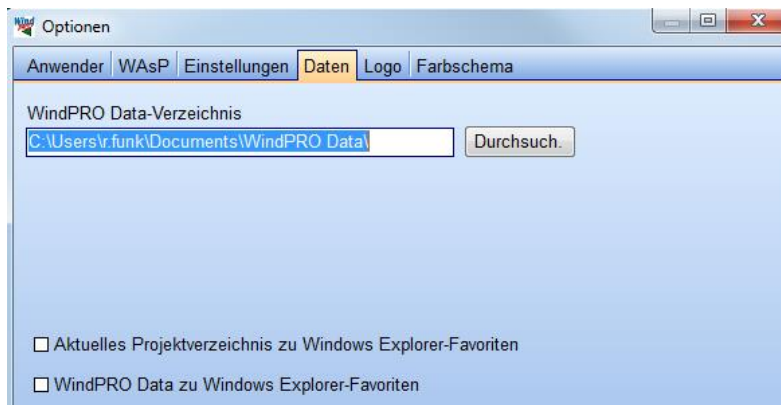 Wind
Optionen
Anwender WAsP Einstellungen Daten Logo Farbschema
WindPRO Data-Verzeichnis
C:\Users\r.funk\Documents\WindPRO Data\ Durchsuch.
Aktuelles Projektverzeichnis zu Windows Explorer-Favoriten
WindPRO Data zu Windows Explorer-Favoriten